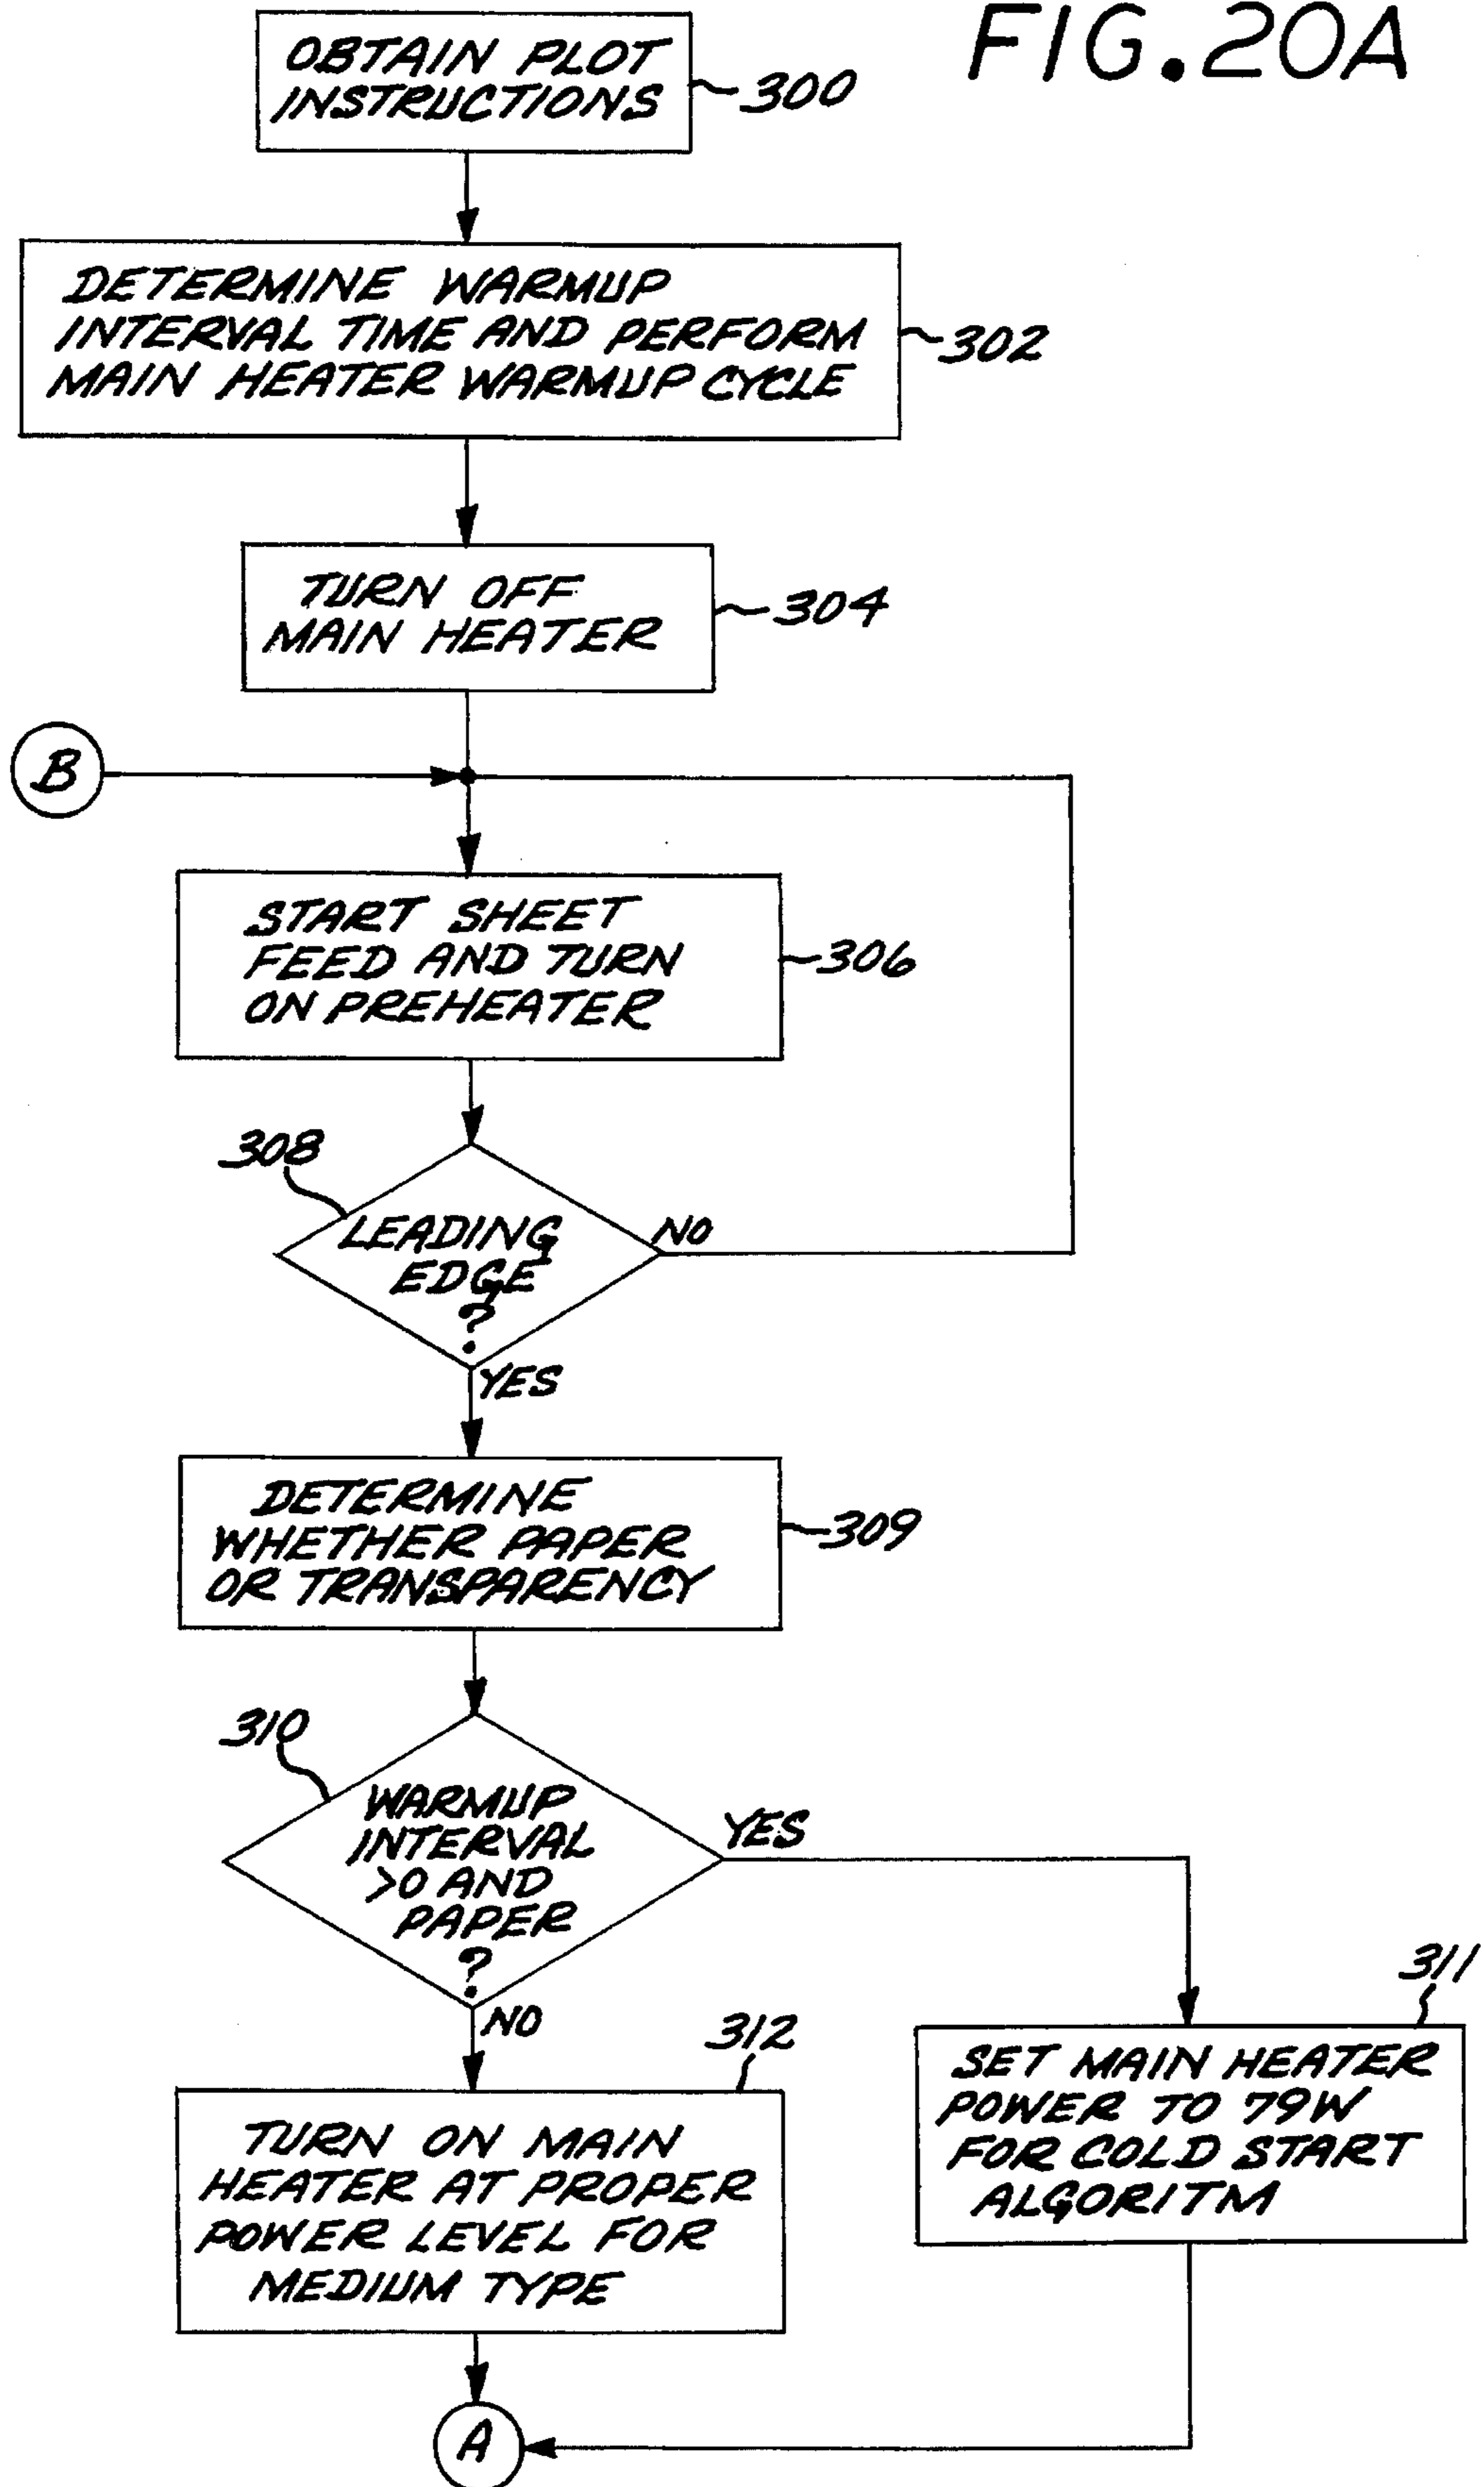 FIG.20A
OBTAIN PLOT
INSTRUCTIONS
300
DETERMINE WARMUP
INTERVAL TIME AND PERFORM
MAIN HEATER WARMUP CYCLE
302
TURN OFF
MAIN HEATER
304
B
START SHEET
FEED AND TURN
ON PREHEATER
306
308
LEADING
EDGE
?
NO
YES
DETERMINE
WHETHER PAPER
OR TRANSPARENCY
309
310
WARMUP
INTERVAL
>0 AND
PAPER
?
YES
NO
312
TURN ON MAIN
HEATER AT PROPER
POWER LEVEL FOR
MEDIUM TYPE
311
SET MAIN HEATER
POWER TO 79W
FOR COLD START
ALGORITM
A